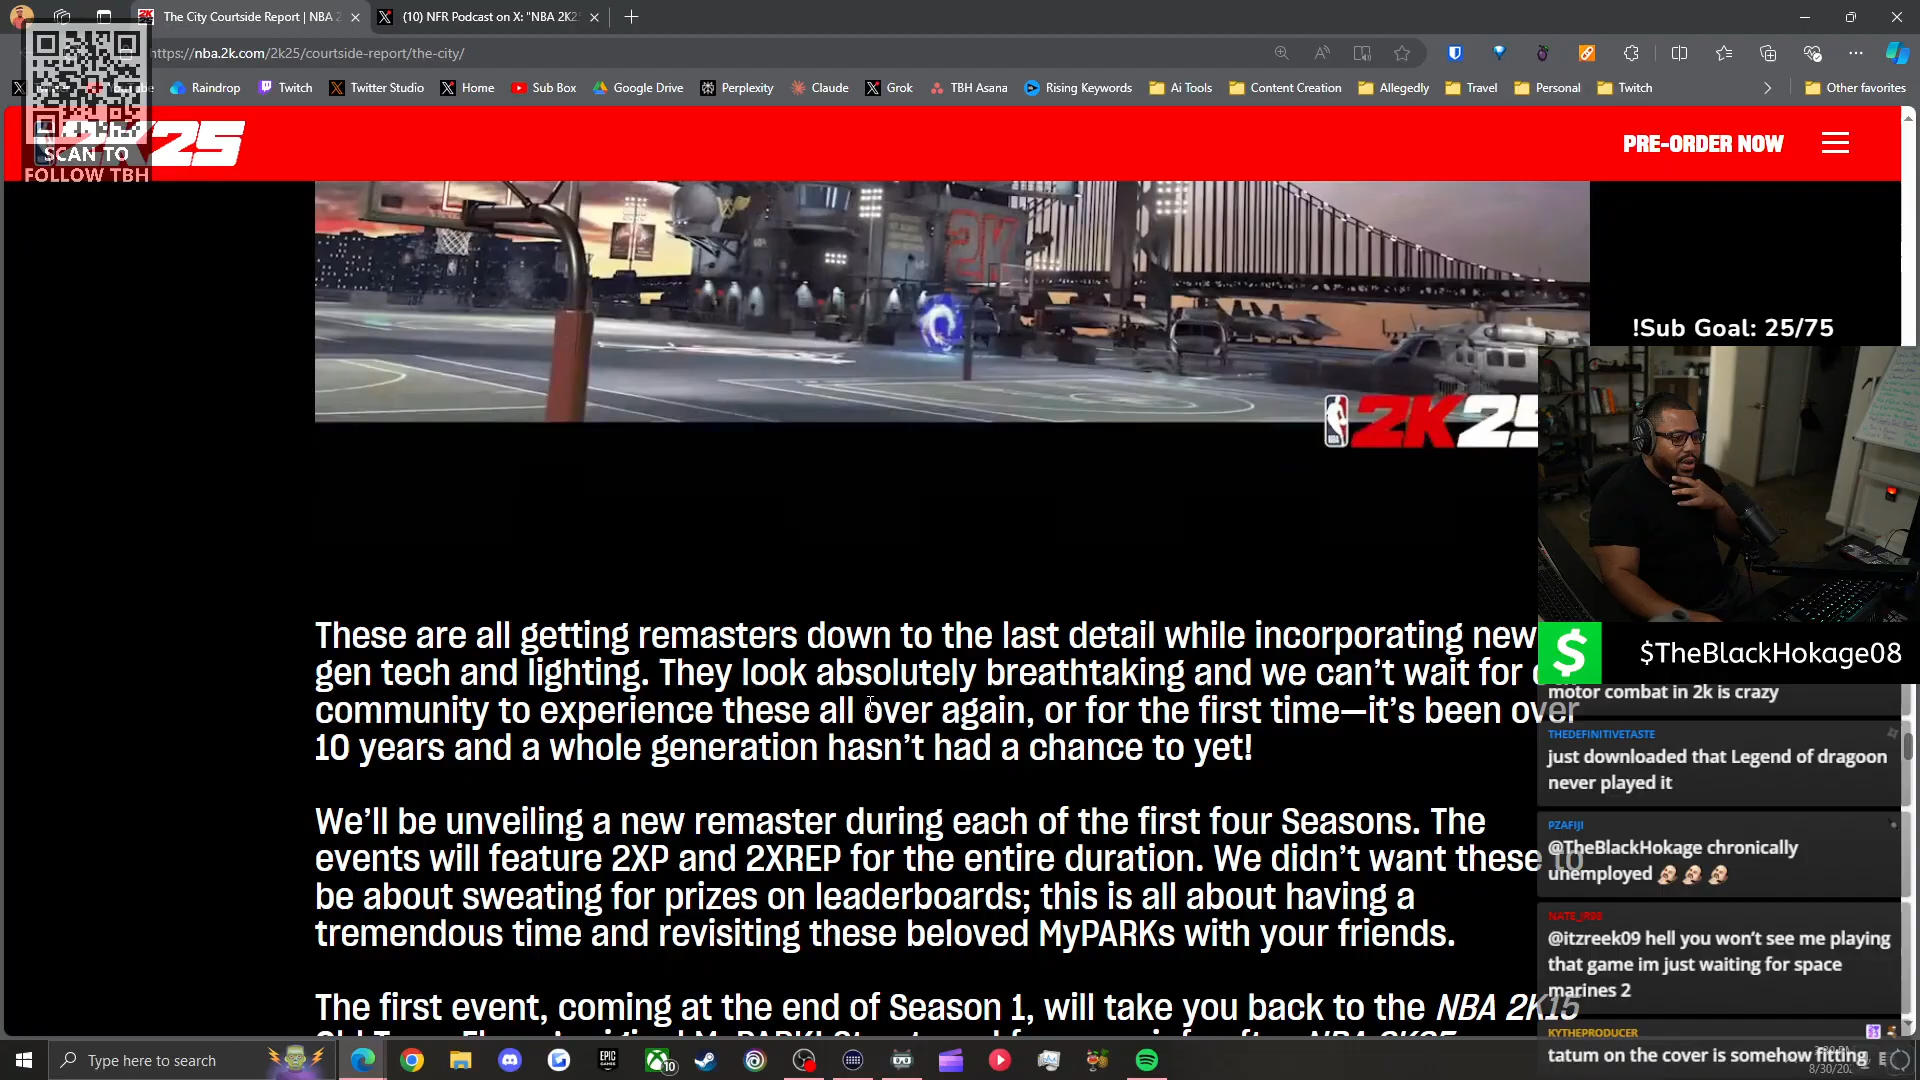 The City Courtside Report | NBA 2
(10) NFR Podcast on X: "NBA 2K25
https://nba.2k.com/2k25/courtside-report/the-city/
Raindrop
Twitch
Twitter Studio
Home
Sub Box
Google Drive
Perplexity
Claude
Grok
TBH Asana
Rising Keywords
Ai Tools
Content Creation
Allegedly
Travel
Personal
Twitch
Other favorites
SCAN TO
FOLLOW TBH
2K25
PRE-ORDER NOW
2K
!Sub Goal: 25/75
NBA 2K25
These are all getting remasters down to the last detail while incorporating new
gen tech and lighting. They look absolutely breathtaking and we can't wait for
community to experience these all over again, or for the first time—it's been over
10 years and a whole generation hasn't had a chance to yet!
We'll be unveiling a new remaster during each of the first four Seasons. The
events will feature 2XP and 2XREP for the entire duration. We didn't want these to
be about sweating for prizes on leaderboards; this is all about having a
tremendous time and revisiting these beloved MyPARKs with your friends.
The first event, coming at the end of Season 1, will take you back to the NBA 2K15
$ $TheBlackHokage08
motor combat in 2k is crazy
THEDEFINITIVETASTE
just downloaded that Legend of dragoon
never played it
PZAFIJI
@TheBlackHokage chronically
unemployed
NATE_JR98
@itzreek09 hell you won't see me playing
that game im just waiting for space
marines 2
KYTHEPRODUCER
tatum on the cover is somehow fitting
Type here to search
EPIC
GAMES
10